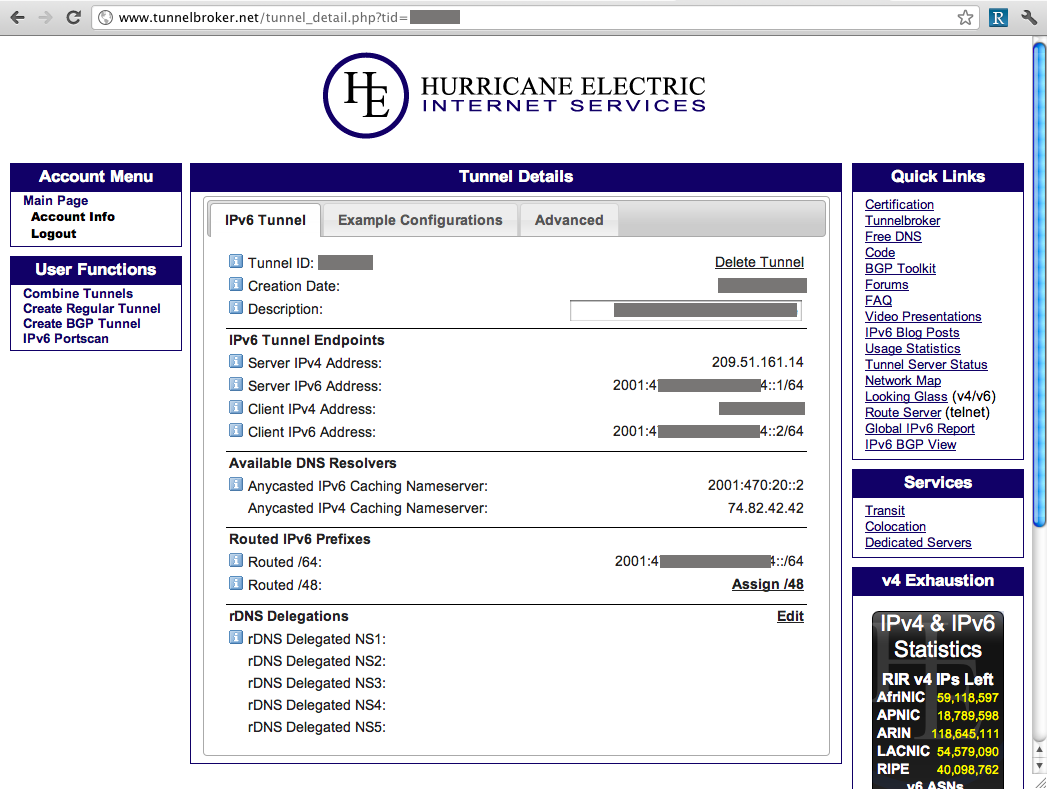 www.tunnelbroker.net/tunnel_detail.php?tid=
R
HE
HURRICANE ELECTRIC
INTERNET SERVICES
Account Menu
Main Page
Account Info
Logout
User Functions
Combine Tunnels
Create Regular Tunnel
Create BGP Tunnel
IPv6 Portscan
Tunnel Details
IPv6 Tunnel
Example Configurations
Advanced
Tunnel ID:
Delete Tunnel
Creation Date:
Description:
IPv6 Tunnel Endpoints
Server IPv4 Address: 209.51.161.14
Server IPv6 Address: 2001:4 4::1/64
Client IPv4 Address:
Client IPv6 Address: 2001:4 4::2/64
Available DNS Resolvers
Anycasted IPv6 Caching Nameserver: 2001:470:20::2
Anycasted IPv4 Caching Nameserver: 74.82.42.42
Routed IPv6 Prefixes
Routed /64: 2001:4 4::/64
Routed /48: Assign /48
rDNS Delegations Edit
rDNS Delegated NS1:
rDNS Delegated NS2:
rDNS Delegated NS3:
rDNS Delegated NS4:
rDNS Delegated NS5:
Quick Links
Certification
Tunnelbroker
Free DNS
Code
BGP Toolkit
Forums
FAQ
Video Presentations
IPv6 Blog Posts
Usage Statistics
Tunnel Server Status
Network Map
Looking Glass (v4/v6)
Route Server (telnet)
Global IPv6 Report
IPv6 BGP View
Services
Transit
Colocation
Dedicated Servers
v4 Exhaustion
IPv4 & IPv6
Statistics
RIR v4 IPs Left
AfriNIC 59,118,597
APNIC 18,789,598
ARIN 118,645,111
LACNIC 54,579,090
RIPE 40,098,762
v6 ASNs